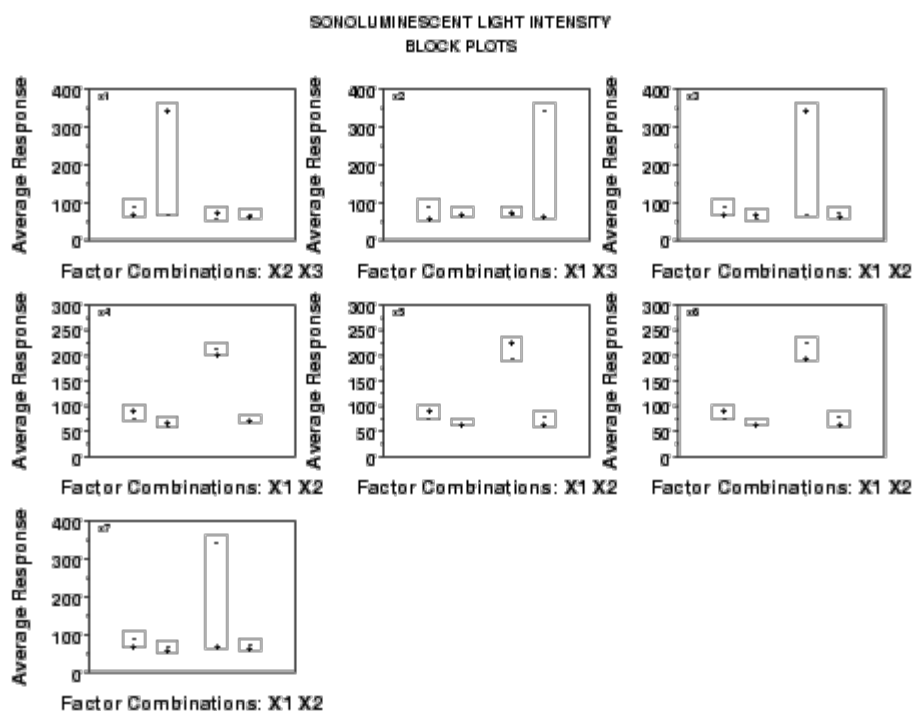 SONOLUMINESCENT LIGHT INTENSITY
BLOCK PLOTS
x1
400
300
200
100
0
Average Response
Factor Combinations: X2 X3
x2
400
300
200
100
0
Average Response
Factor Combinations: X1 X3
x3
400
300
200
100
0
Average Response
Factor Combinations: X1 X2
x4
300
250
200
150
100
50
0
Average Response
Factor Combinations: X1 X2
x5
300
250
200
150
100
50
0
Average Response
Factor Combinations: X1 X2
x6
300
250
200
150
100
50
0
Average Response
Factor Combinations: X1 X2
x7
400
300
200
100
0
Average Response
Factor Combinations: X1 X2